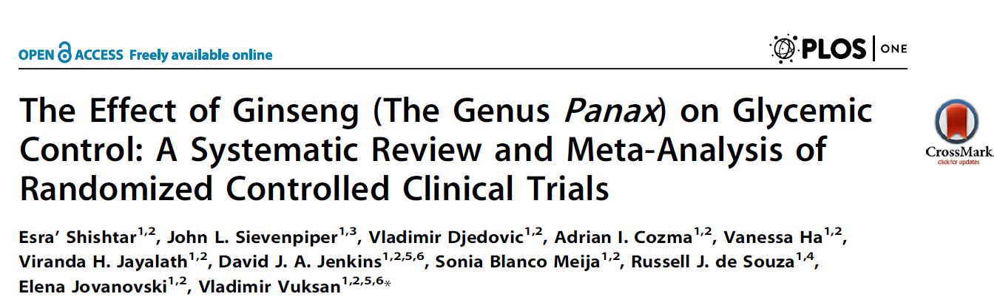 OPEN ACCESS Freely available online
PLOS ONE
The Effect of Ginseng (The Genus Panax) on Glycemic
Control: A Systematic Review and Meta-Analysis of
Randomized Controlled Clinical Trials
CrossMark
click for updates
Esra’ Shishtar1,2, John L. Sievenpiper1,3, Vladimir Djedovic1,2, Adrian I. Cozma1,2, Vanessa Ha1,2,
Viranda H. Jayalath1,2, David J. A. Jenkins1,2,5,6, Sonia Blanco Meija1,2, Russell J. de Souza1,4,
Elena Jovanovski1,2, Vladimir Vuksan1,2,5,6*